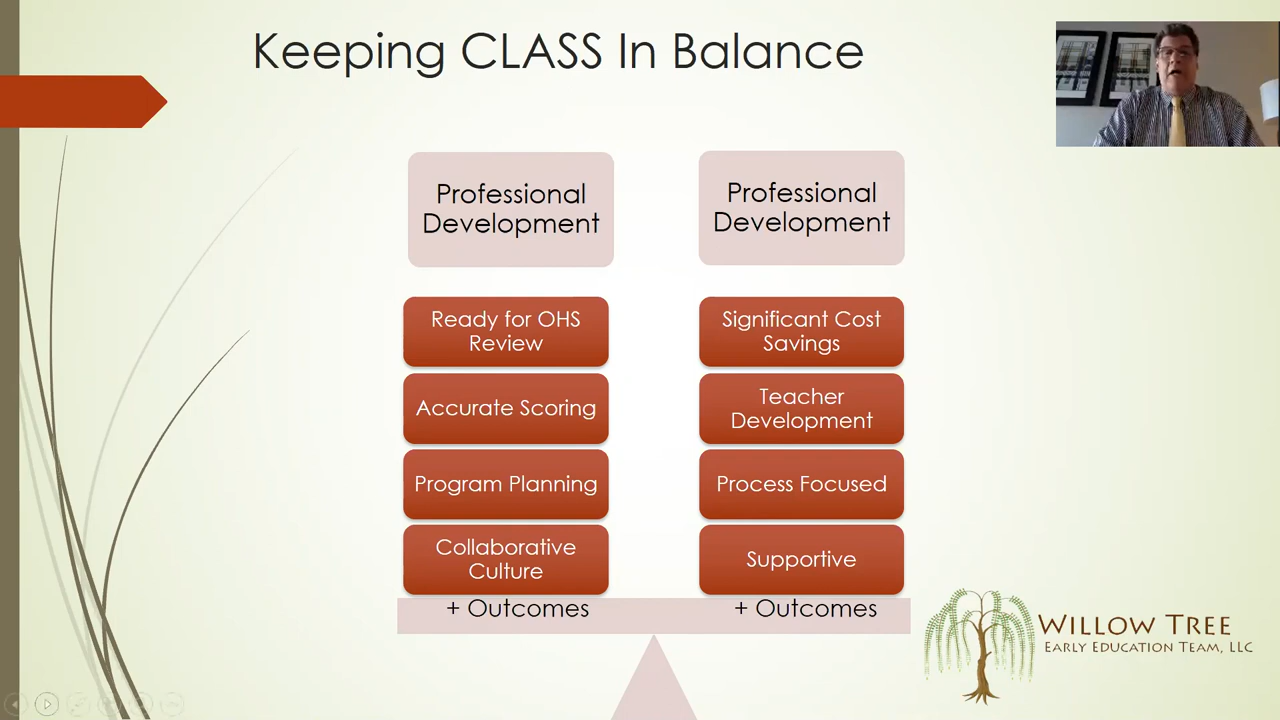 Keeping CLASS In Balance
Professional
Development
Ready for OHS
Review
Accurate Scoring
Program Planning
Collaborative
Culture
+ Outcomes
Professional
Development
Significant Cost
Savings
Teacher
Development
Process Focused
Supportive
+ Outcomes
WILLOW TREE
EARLY EDUCATION TEAM, LLC